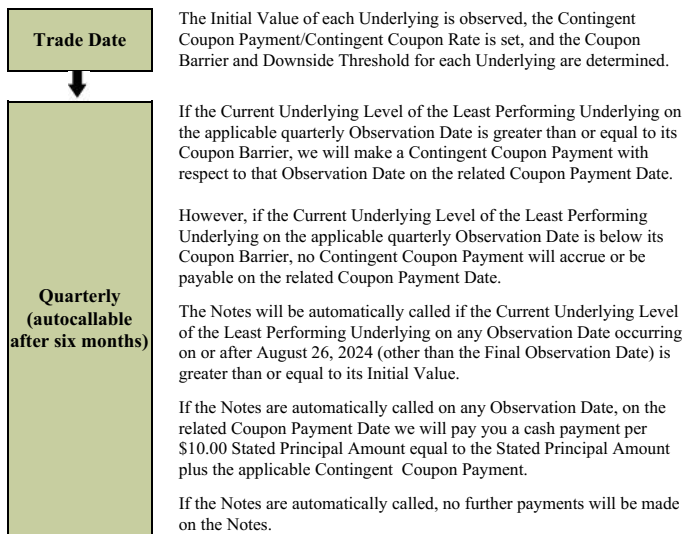 Trade Date
The Initial Value of each Underlying is observed, the Contingent
Coupon Payment/Contingent Coupon Rate is set, and the Coupon
Barrier and Downside Threshold for each Underlying are determined.
Quarterly
(autocallable
after six months)
If the Current Underlying Level of the Least Performing Underlying on
the applicable quarterly Observation Date is greater than or equal to its
Coupon Barrier, we will make a Contingent Coupon Payment with
respect to that Observation Date on the related Coupon Payment Date.
However, if the Current Underlying Level of the Least Performing
Underlying on the applicable quarterly Observation Date is below its
Coupon Barrier, no Contingent Coupon Payment will accrue or be
payable on the related Coupon Payment Date.
The Notes will be automatically called if the Current Underlying Level
of the Least Performing Underlying on any Observation Date occurring
on or after August 26, 2024 (other than the Final Observation Date) is
greater than or equal to its Initial Value.
If the Notes are automatically called on any Observation Date, on the
related Coupon Payment Date we will pay you a cash payment per
$10.00 Stated Principal Amount equal to the Stated Principal Amount
plus the applicable Contingent Coupon Payment.
If the Notes are automatically called, no further payments will be made
on the Notes.